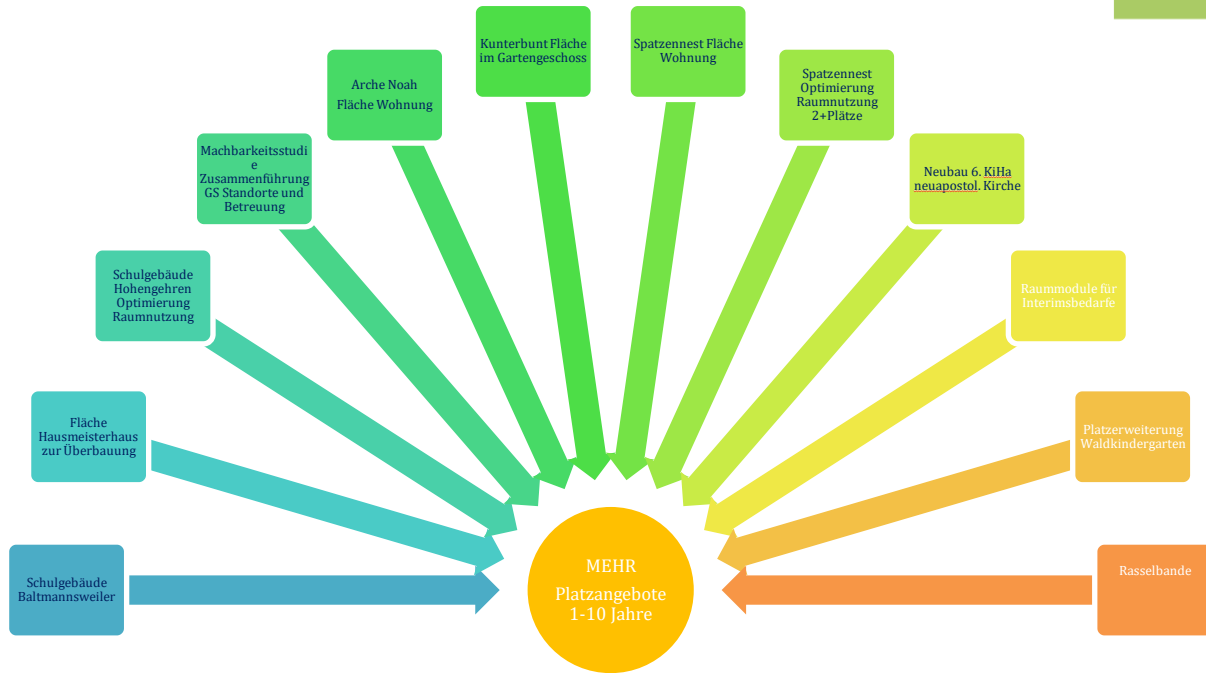 Kunterbunt Fläche
im Gartengeschoss
Spatzennest Fläche
Wohnung
Arche Noah
Fläche Wohnung
Spatzennest
Optimierung
Raumnutzung
2+Plätze
Machbarkeitsstudi
e
Zusammenführung
GS Standorte und
Betreuung
Neubau 6. KiHa
neuapostol. Kirche
Schulgebäude
Hohengehren
Optimierung
Raumnutzung
Raummodule für
Interimsbedarfe
Fläche
Hausmeisterhaus
zur Überbauung
Platzerweiterung
Waldkindergarten
Schulgebäude
Baltmannsweiler
MEHR
Platzangebote
1-10 Jahre
Rasselbande